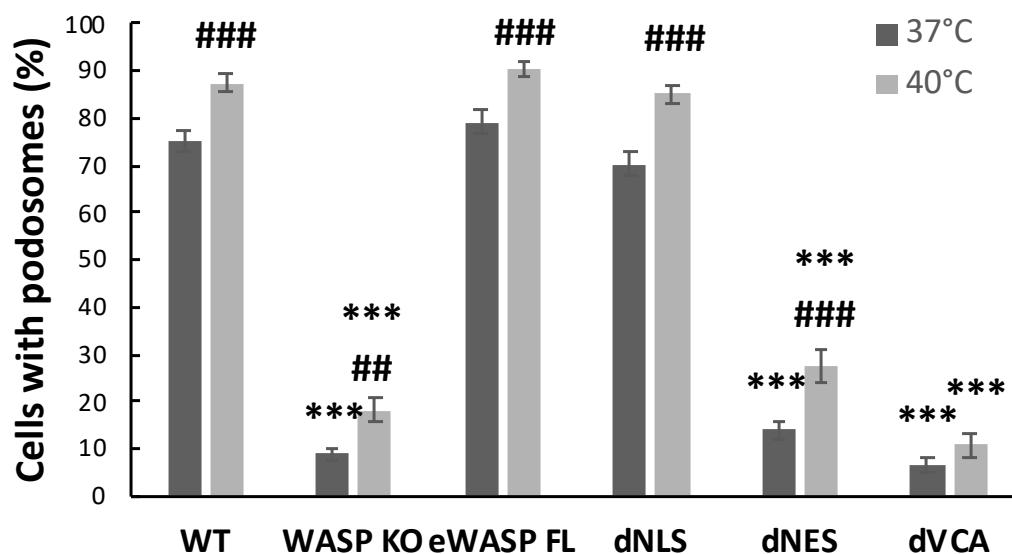 Cells with podosomes (%)
100
90
80
70
60
50
40
30
20
10
0
###
***
##
***
###
###
***
###
***
***
***
37°C
40°C
WT
WASP KO
eWASP FL
dNLS
dNES
dVCA